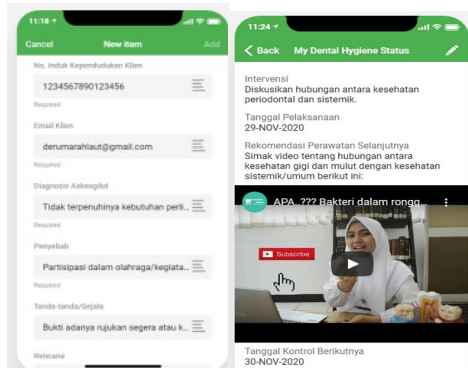 11:18
Cancel New Item Add
No. Induk Kependudukan Klien
1234567890123456
Required
Email Klien
derumarahlaut@gmail.com
Required
Diagnosis Askesgilut
Tidak terpenuhinya kebutuhan perli...
Required
Penyebab
Partisipasi dalam olahraga/kegiata...
Required
Tanda-tanda/Gejala
Bukti adanya rujukan segera atau k...
Required
Rencana
11:24
Back My Dental Hygiene Status
Intervensi
Diskusikan hubungan antara kesehatan
periodontal dan sistemik.
Tanggal Pelaksanaan
29-NOV-2020
Rekomendasi Perawatan Selanjutnya
Simak video tentang hubungan antara
kesehatan gigi dan mulut dengan kesehatan
sistemik/umum berikut ini:
APA..??? Bakteri dalam rongg...
Subscribe
Tanggal Kontrol Berikutnya
30-NOV-2020